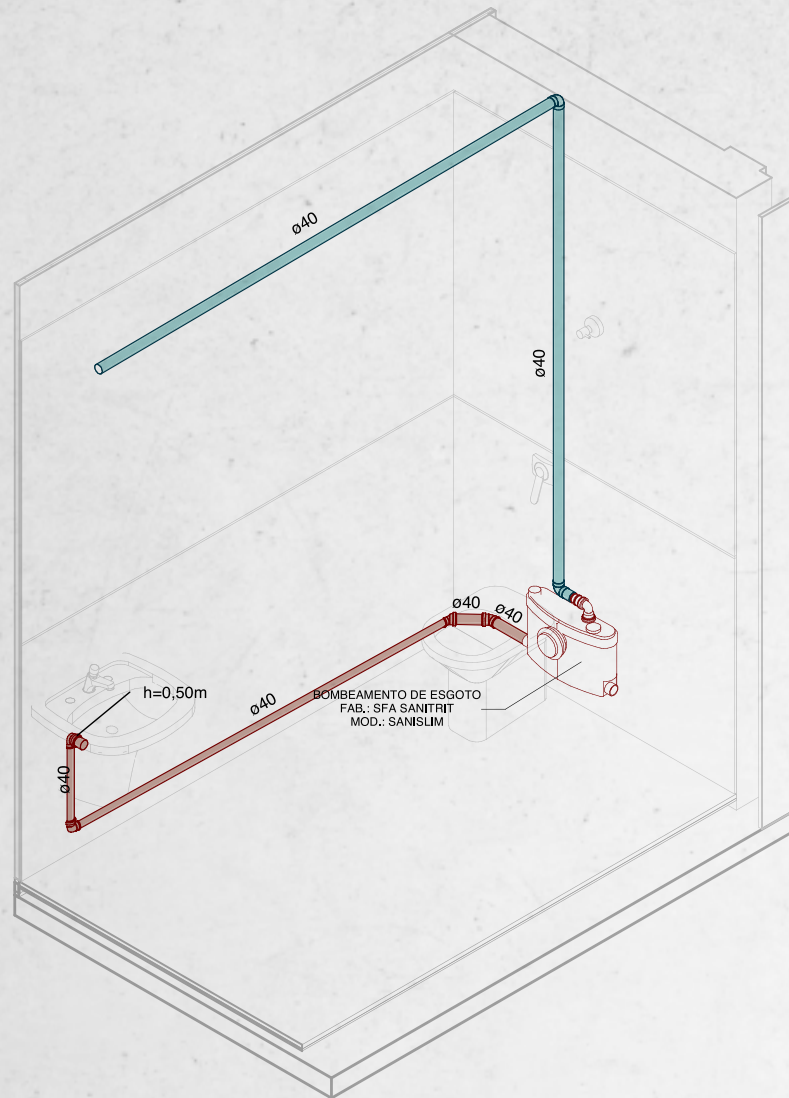 ø40
ø40
ø40
ø40
h=0,50m
ø40
BOMBEAMENTO DE ESGOTO
FAB.: SFA SANITRIT
MOD.: SANISLIM
ø40